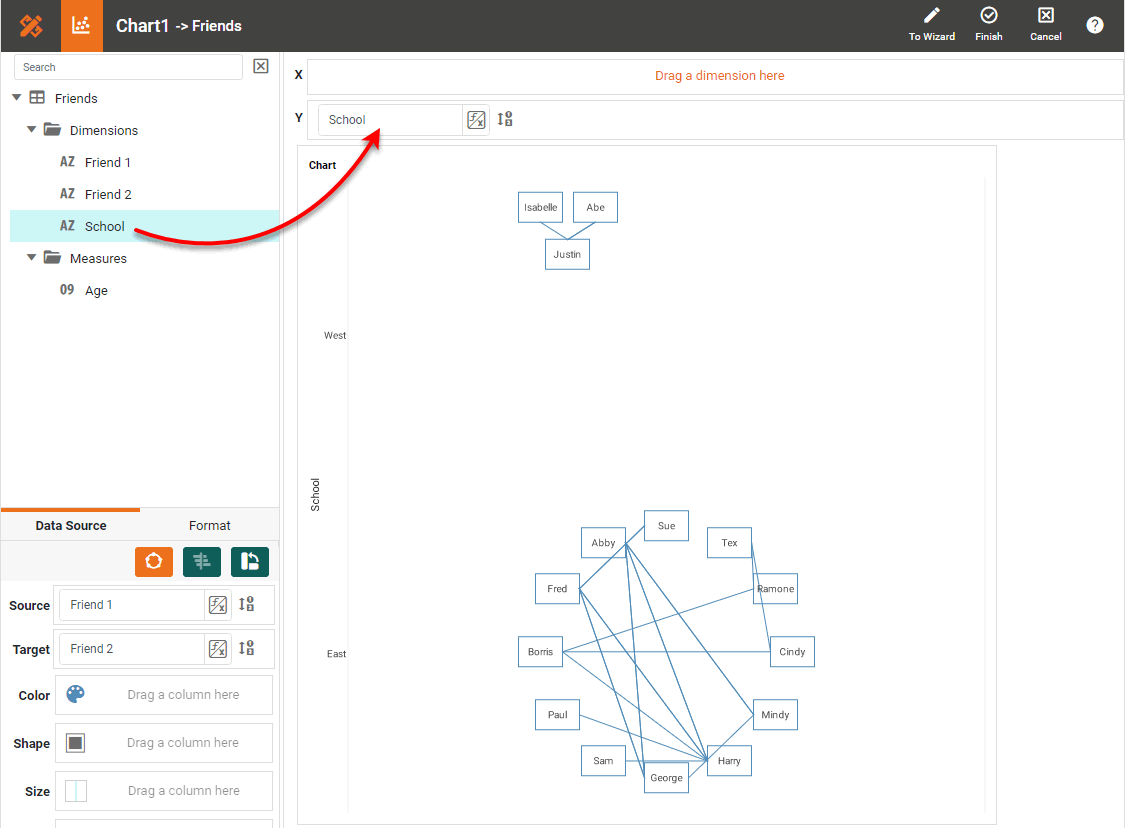 Chart1 -> Friends
To Wizard
Finish
Cancel
?
Search
Friends
Dimensions
AZ Friend 1
AZ Friend 2
AZ School
Measures
09 Age
X
Drag a dimension here
Y
School
Chart
Isabelle
Abe
Justin
West
School
Sue
Abby
Tex
Fred
Ramone
Borris
Cindy
East
Paul
Mindy
Sam
Harry
George
Data Source
Format
Source
Friend 1
Target
Friend 2
Color
Drag a column here
Shape
Drag a column here
Size
Drag a column here